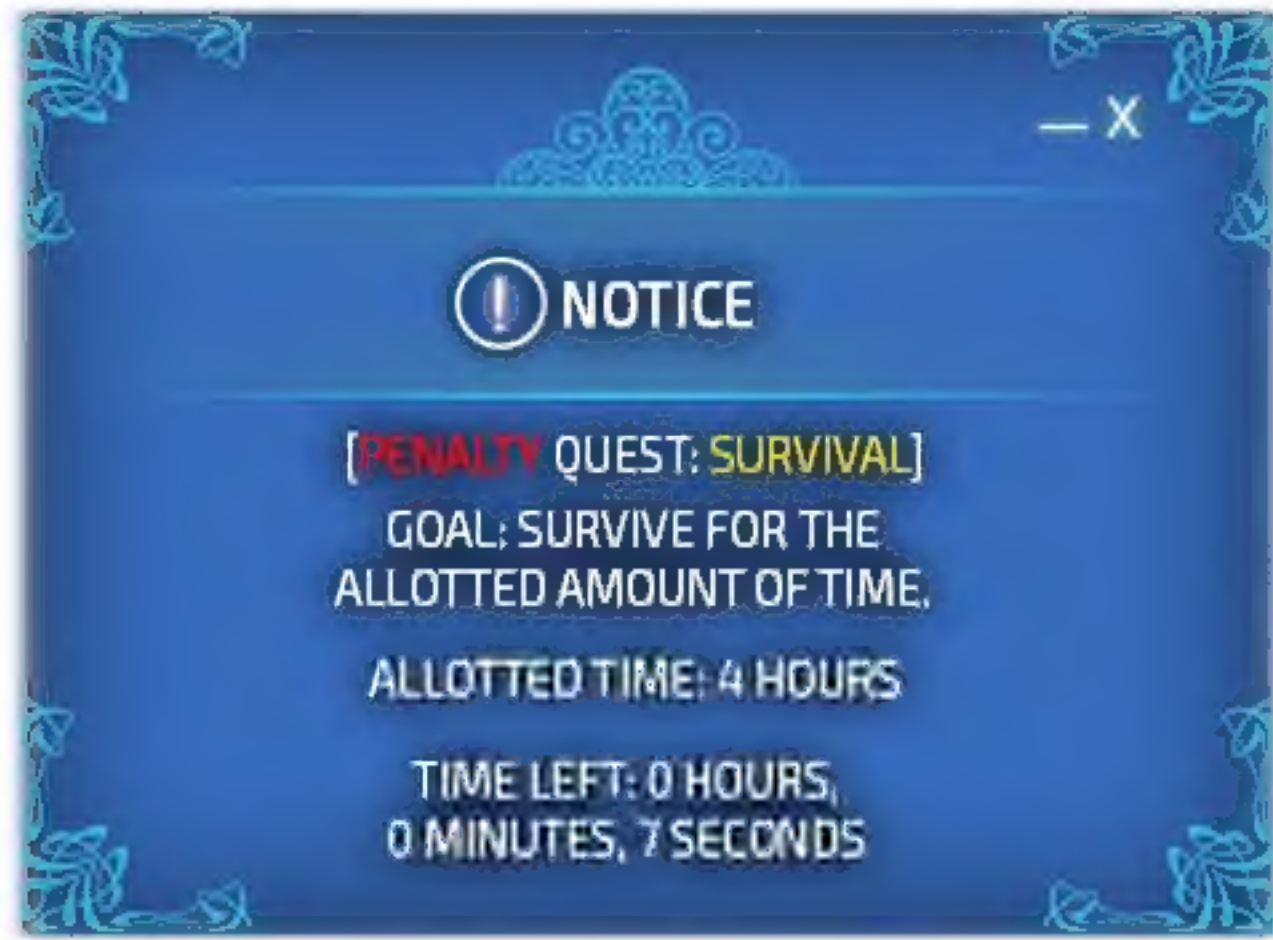 — X
! NOTICE
[PENALTY QUEST: SURVIVAL]
GOAL: SURVIVE FOR THE
ALLOTTED AMOUNT OF TIME.
ALLOTTED TIME: 4 HOURS
TIME LEFT: 0 HOURS,
0 MINUTES, 7 SECONDS